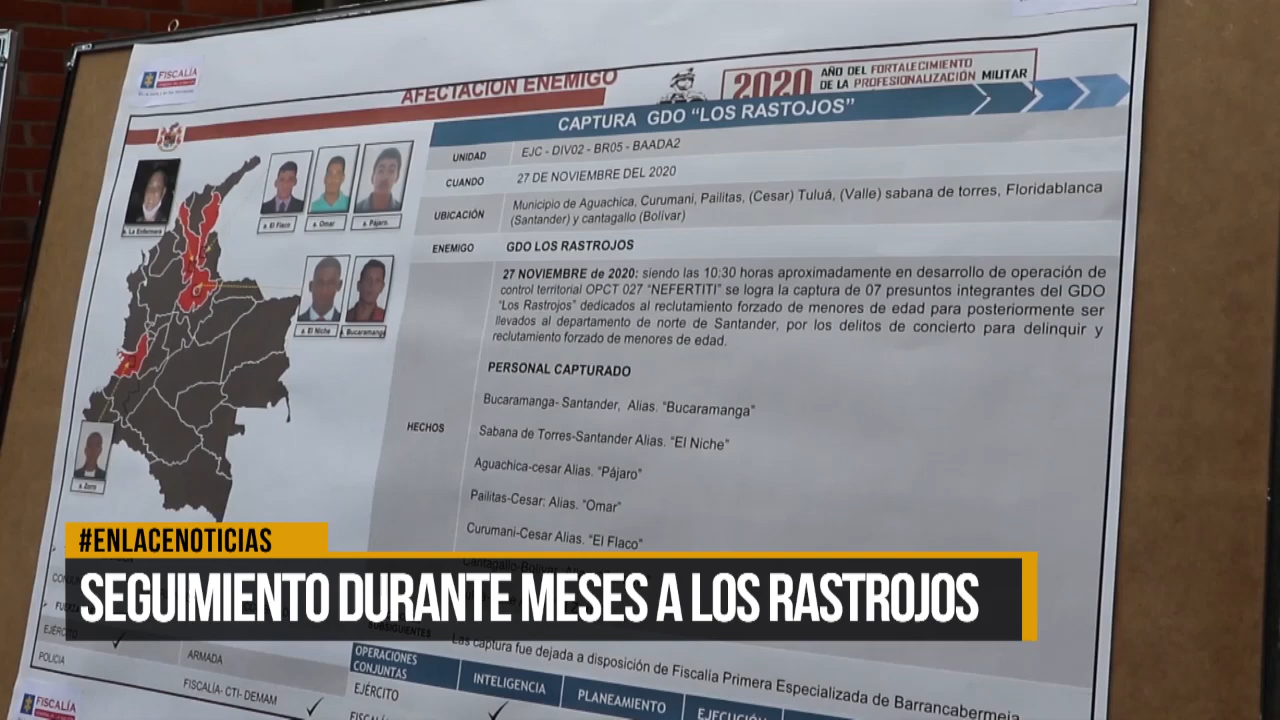 FISCALÍA
AFECTACIÓN ENEMIGO
2020 AÑO DEL FORTALECIMIENTO
DE LA PROFESIONALIZACIÓN MILITAR
CAPTURA GDO “LOS RASTOJOS”
UNIDAD EJC - DIV02 - BR05 - BAADA2
CUANDO 27 DE NOVIEMBRE DEL 2020
UBICACIÓN Municipio de Aguachica, Curumani, Pailitas, (Cesar) Tuluá, (Valle) sabana de torres, Floridablanca
(Santander) y cantagallo (Bolívar)
ENEMIGO GDO LOS RASTROJOS
27 NOVIEMBRE de 2020: siendo las 10:30 horas aproximadamente en desarrollo de operación de
control territorial OPCT 027 “NEFERTITI” se logra la captura de 07 presuntos integrantes del GDO
“Los Rastrojos” dedicados al reclutamiento forzado de menores de edad para posteriormente ser
llevados al departamento de norte de Santander, por los delitos de concierto para delinquir y
reclutamiento forzado de menores de edad.
PERSONAL CAPTURADO
Bucaramanga- Santander, Alias. "Bucaramanga"
HECHOS
Sabana de Torres-Santander Alias. "El Niche"
Aguachica-cesar Alias. "Pájaro"
Pailitas-Cesar: Alias. "Omar"
Curumani-Cesar Alias. "El Flaco"
a. La Enfermera
a. El Flaco
a. Omar
a. Pájaro.
a. El Niche
a. Bucaramanga
a. Zorro
#ENLACENOTICIAS
SEGUIMIENTO DURANTE MESES A LOS RASTROJOS
Las captura fue dejada a disposición de Fiscalía Primera Especializada de Barrancabermeja
EJÉRCITO ✓
ARMADA
POLICIA
FISCALÍA- CTI- DEMAM ✓
OPERACIONES
CONJUNTAS
INTELIGENCIA
PLANEAMIENTO
EJECUCIÓN
EJÉRCITO ✓
FISCALÍA